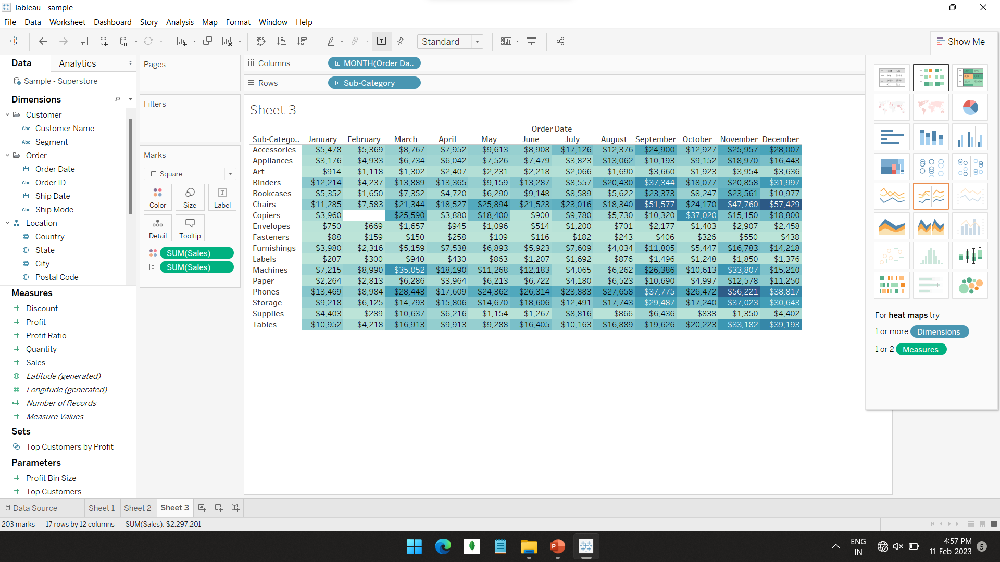 Tableau - sample
File Data Worksheet Dashboard Story Analysis Map Format Window Help
Standard
Show Me
Data Analytics
Sample - Superstore
Dimensions
Customer
Abc Customer Name
Abc Segment
Order
Order Date
Abc Order ID
Ship Date
Abc Ship Mode
Location
Country
State
City
Postal Code
Measures
Discount
Profit
Profit Ratio
Quantity
Sales
Latitude (generated)
Longitude (generated)
Number of Records
Measure Values
Sets
Top Customers by Profit
Parameters
Profit Bin Size
Top Customers
Pages
Filters
Marks
Square
Color Size Label
Detail Tooltip
SUM(Sales)
SUM(Sales)
Columns MONTH(Order Da..
Rows Sub-Category
Sheet 3
Order Date
Sub-Catego.. January February March April May June July August September October November December
Accessories $5,478 $5,369 $8,767 $7,952 $9,613 $8,908 $17,126 $12,376 $24,900 $12,927 $25,957 $28,007
Appliances $3,176 $4,933 $6,734 $6,042 $7,526 $7,479 $3,823 $13,062 $10,193 $9,152 $18,970 $16,443
Art $914 $1,118 $1,302 $2,407 $2,231 $2,218 $2,066 $1,690 $3,660 $1,923 $3,954 $3,636
Binders $12,214 $4,237 $13,889 $13,365 $9,159 $13,287 $8,557 $20,430 $37,344 $18,077 $20,858 $31,997
Bookcases $5,352 $1,650 $7,352 $4,720 $6,290 $9,148 $8,589 $5,622 $23,373 $8,247 $23,561 $10,977
Chairs $11,285 $7,583 $21,344 $18,527 $25,894 $21,523 $23,016 $18,340 $51,577 $24,170 $47,760 $57,429
Copiers $3,960 $25,590 $3,880 $18,400 $900 $9,780 $5,730 $10,320 $37,020 $15,150 $18,800
Envelopes $750 $669 $1,657 $945 $1,096 $514 $1,200 $701 $2,177 $1,403 $2,907 $2,458
Fasteners $88 $159 $150 $258 $109 $116 $182 $243 $406 $326 $550 $438
Furnishings $3,980 $2,316 $5,159 $7,538 $6,893 $5,923 $7,609 $4,034 $11,805 $5,447 $16,783 $14,218
Labels $207 $300 $940 $430 $863 $1,207 $1,692 $876 $1,496 $1,248 $1,850 $1,376
Machines $7,215 $8,990 $35,052 $18,190 $11,268 $12,183 $4,065 $6,262 $26,386 $10,613 $33,807 $15,210
Paper $2,264 $2,813 $6,286 $3,964 $6,213 $6,722 $4,180 $6,523 $10,690 $4,997 $12,578 $11,250
Phones $13,469 $8,984 $28,443 $17,609 $24,362 $26,314 $23,883 $27,658 $37,775 $26,472 $56,221 $38,817
Storage $9,218 $6,125 $14,793 $15,806 $14,670 $18,606 $12,491 $17,743 $29,487 $17,240 $37,023 $30,643
Supplies $4,403 $289 $10,637 $6,216 $1,154 $1,267 $8,816 $866 $6,436 $838 $1,350 $4,402
Tables $10,952 $4,218 $16,913 $9,913 $9,288 $16,405 $10,163 $16,889 $19,626 $20,223 $33,182 $39,193
For heat maps try
1 or more Dimensions
1 or 2 Measures
Data Source Sheet 1 Sheet 2 Sheet 3
203 marks 17 rows by 12 columns SUM(Sales): $2,297,201
ENG
IN
4:57 PM
11-Feb-2023
5